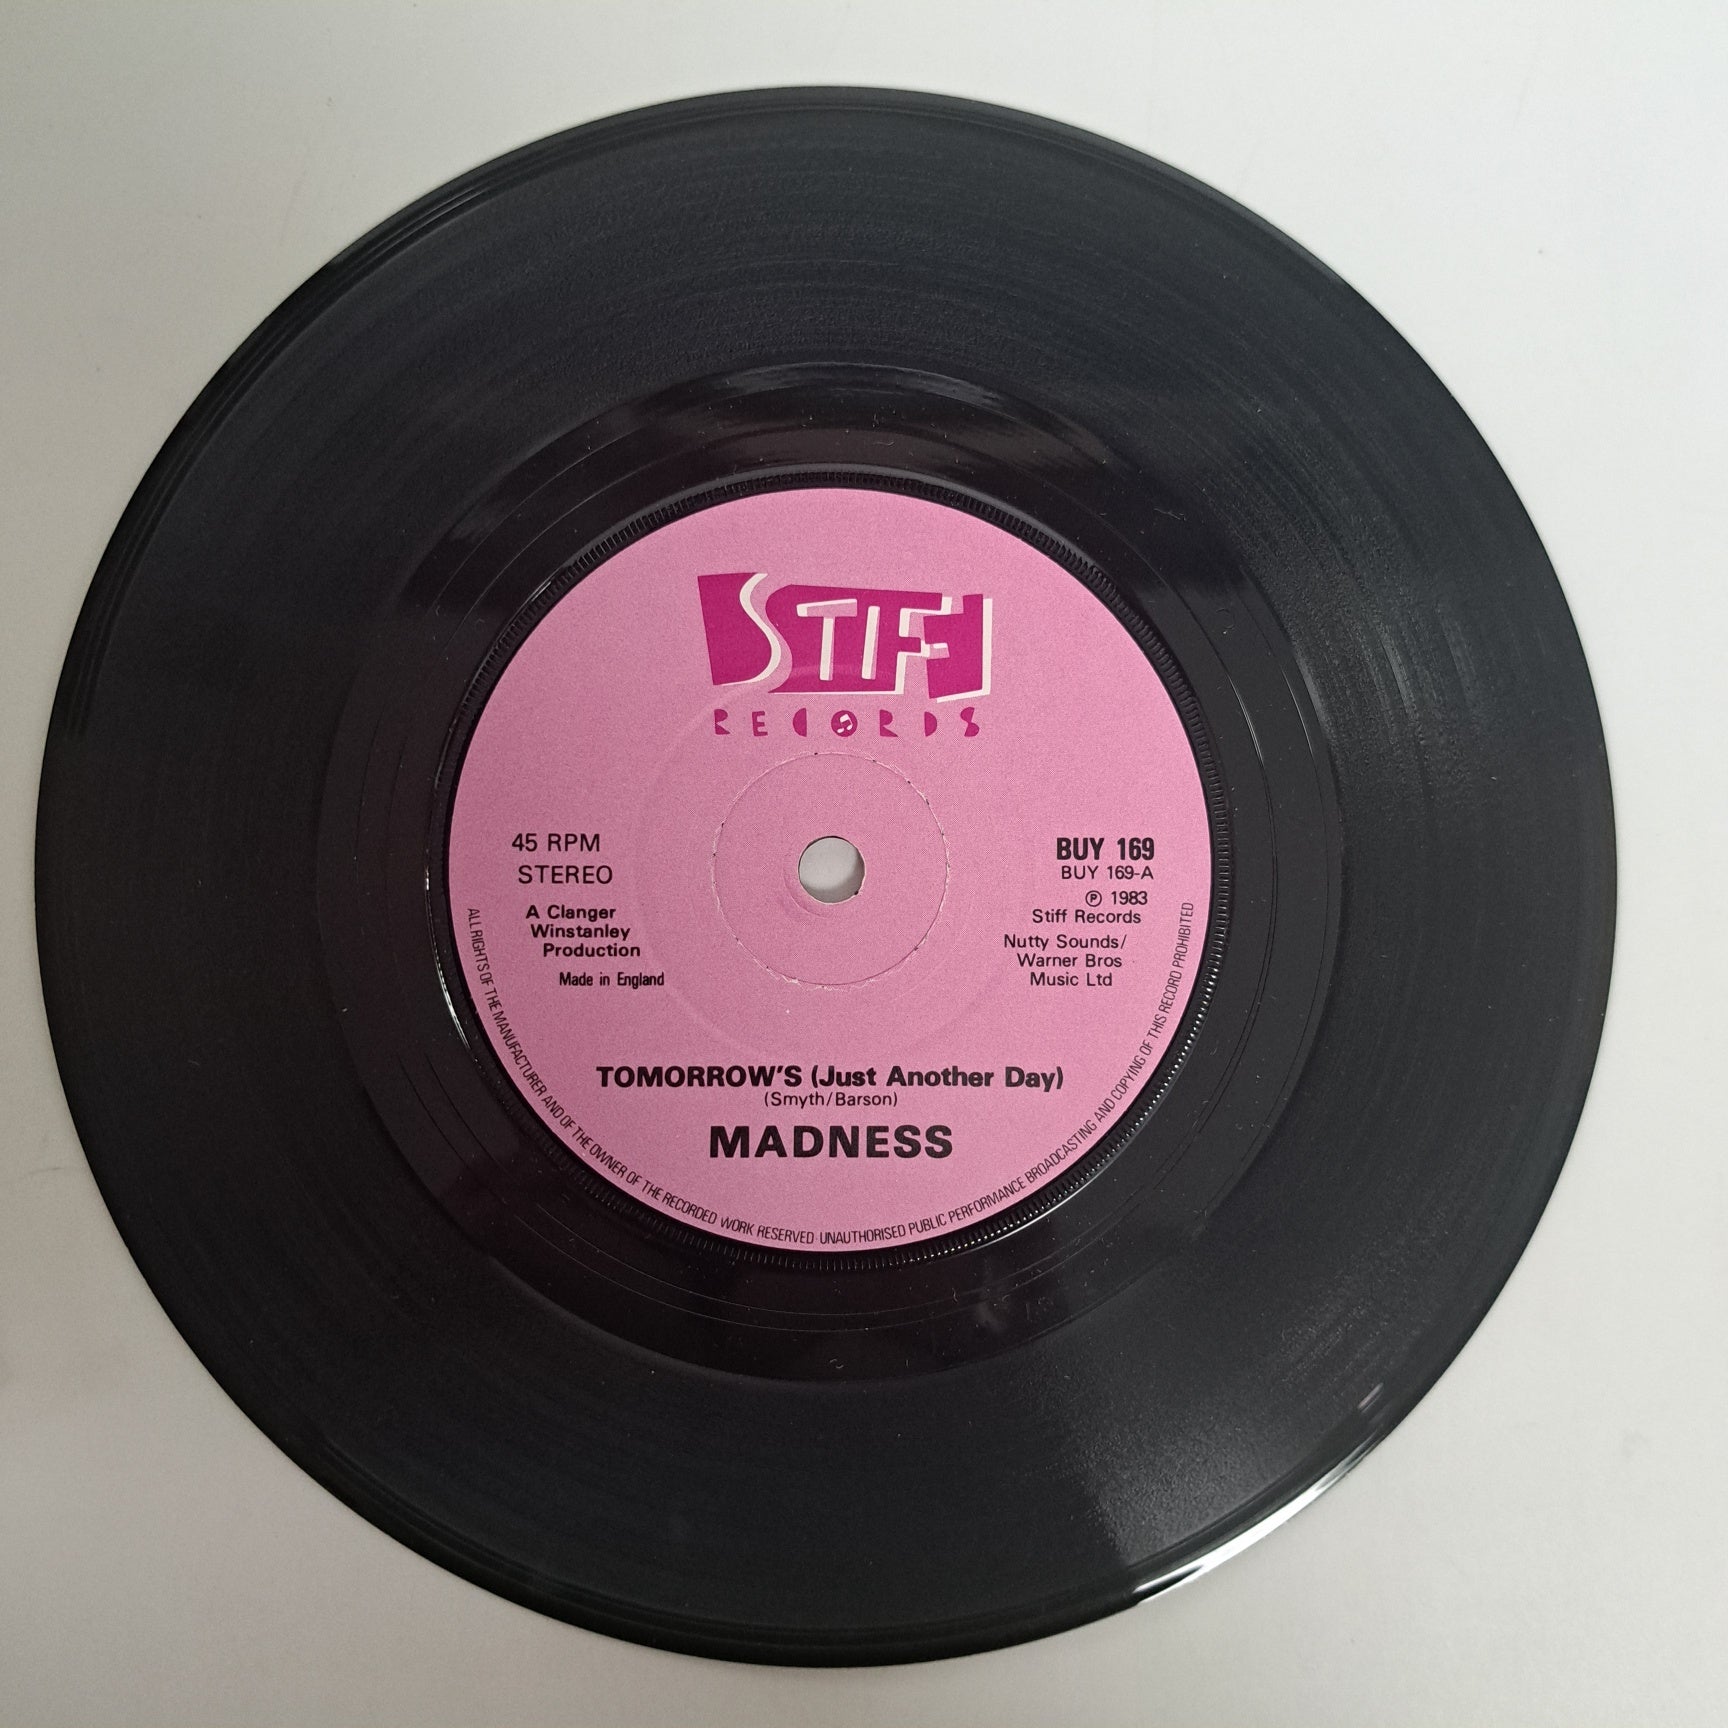 STIFF
RECORDS
45 RPM
STEREO
A Clanger
Winstanley
Production
Made in England
BUY 169
BUY 169-A
℗ 1983
Stiff Records
Nutty Sounds/
Warner Bros
Music Ltd
TOMORROW'S (Just Another Day)
(Smyth/Barson)
MADNESS
ALL RIGHTS OF THE MANUFACTURER AND OF THE OWNER OF THE RECORDED WORK RESERVED · UNAUTHORISED PUBLIC PERFORMANCE BROADCASTING AND COPYING OF THIS RECORD PROHIBITED